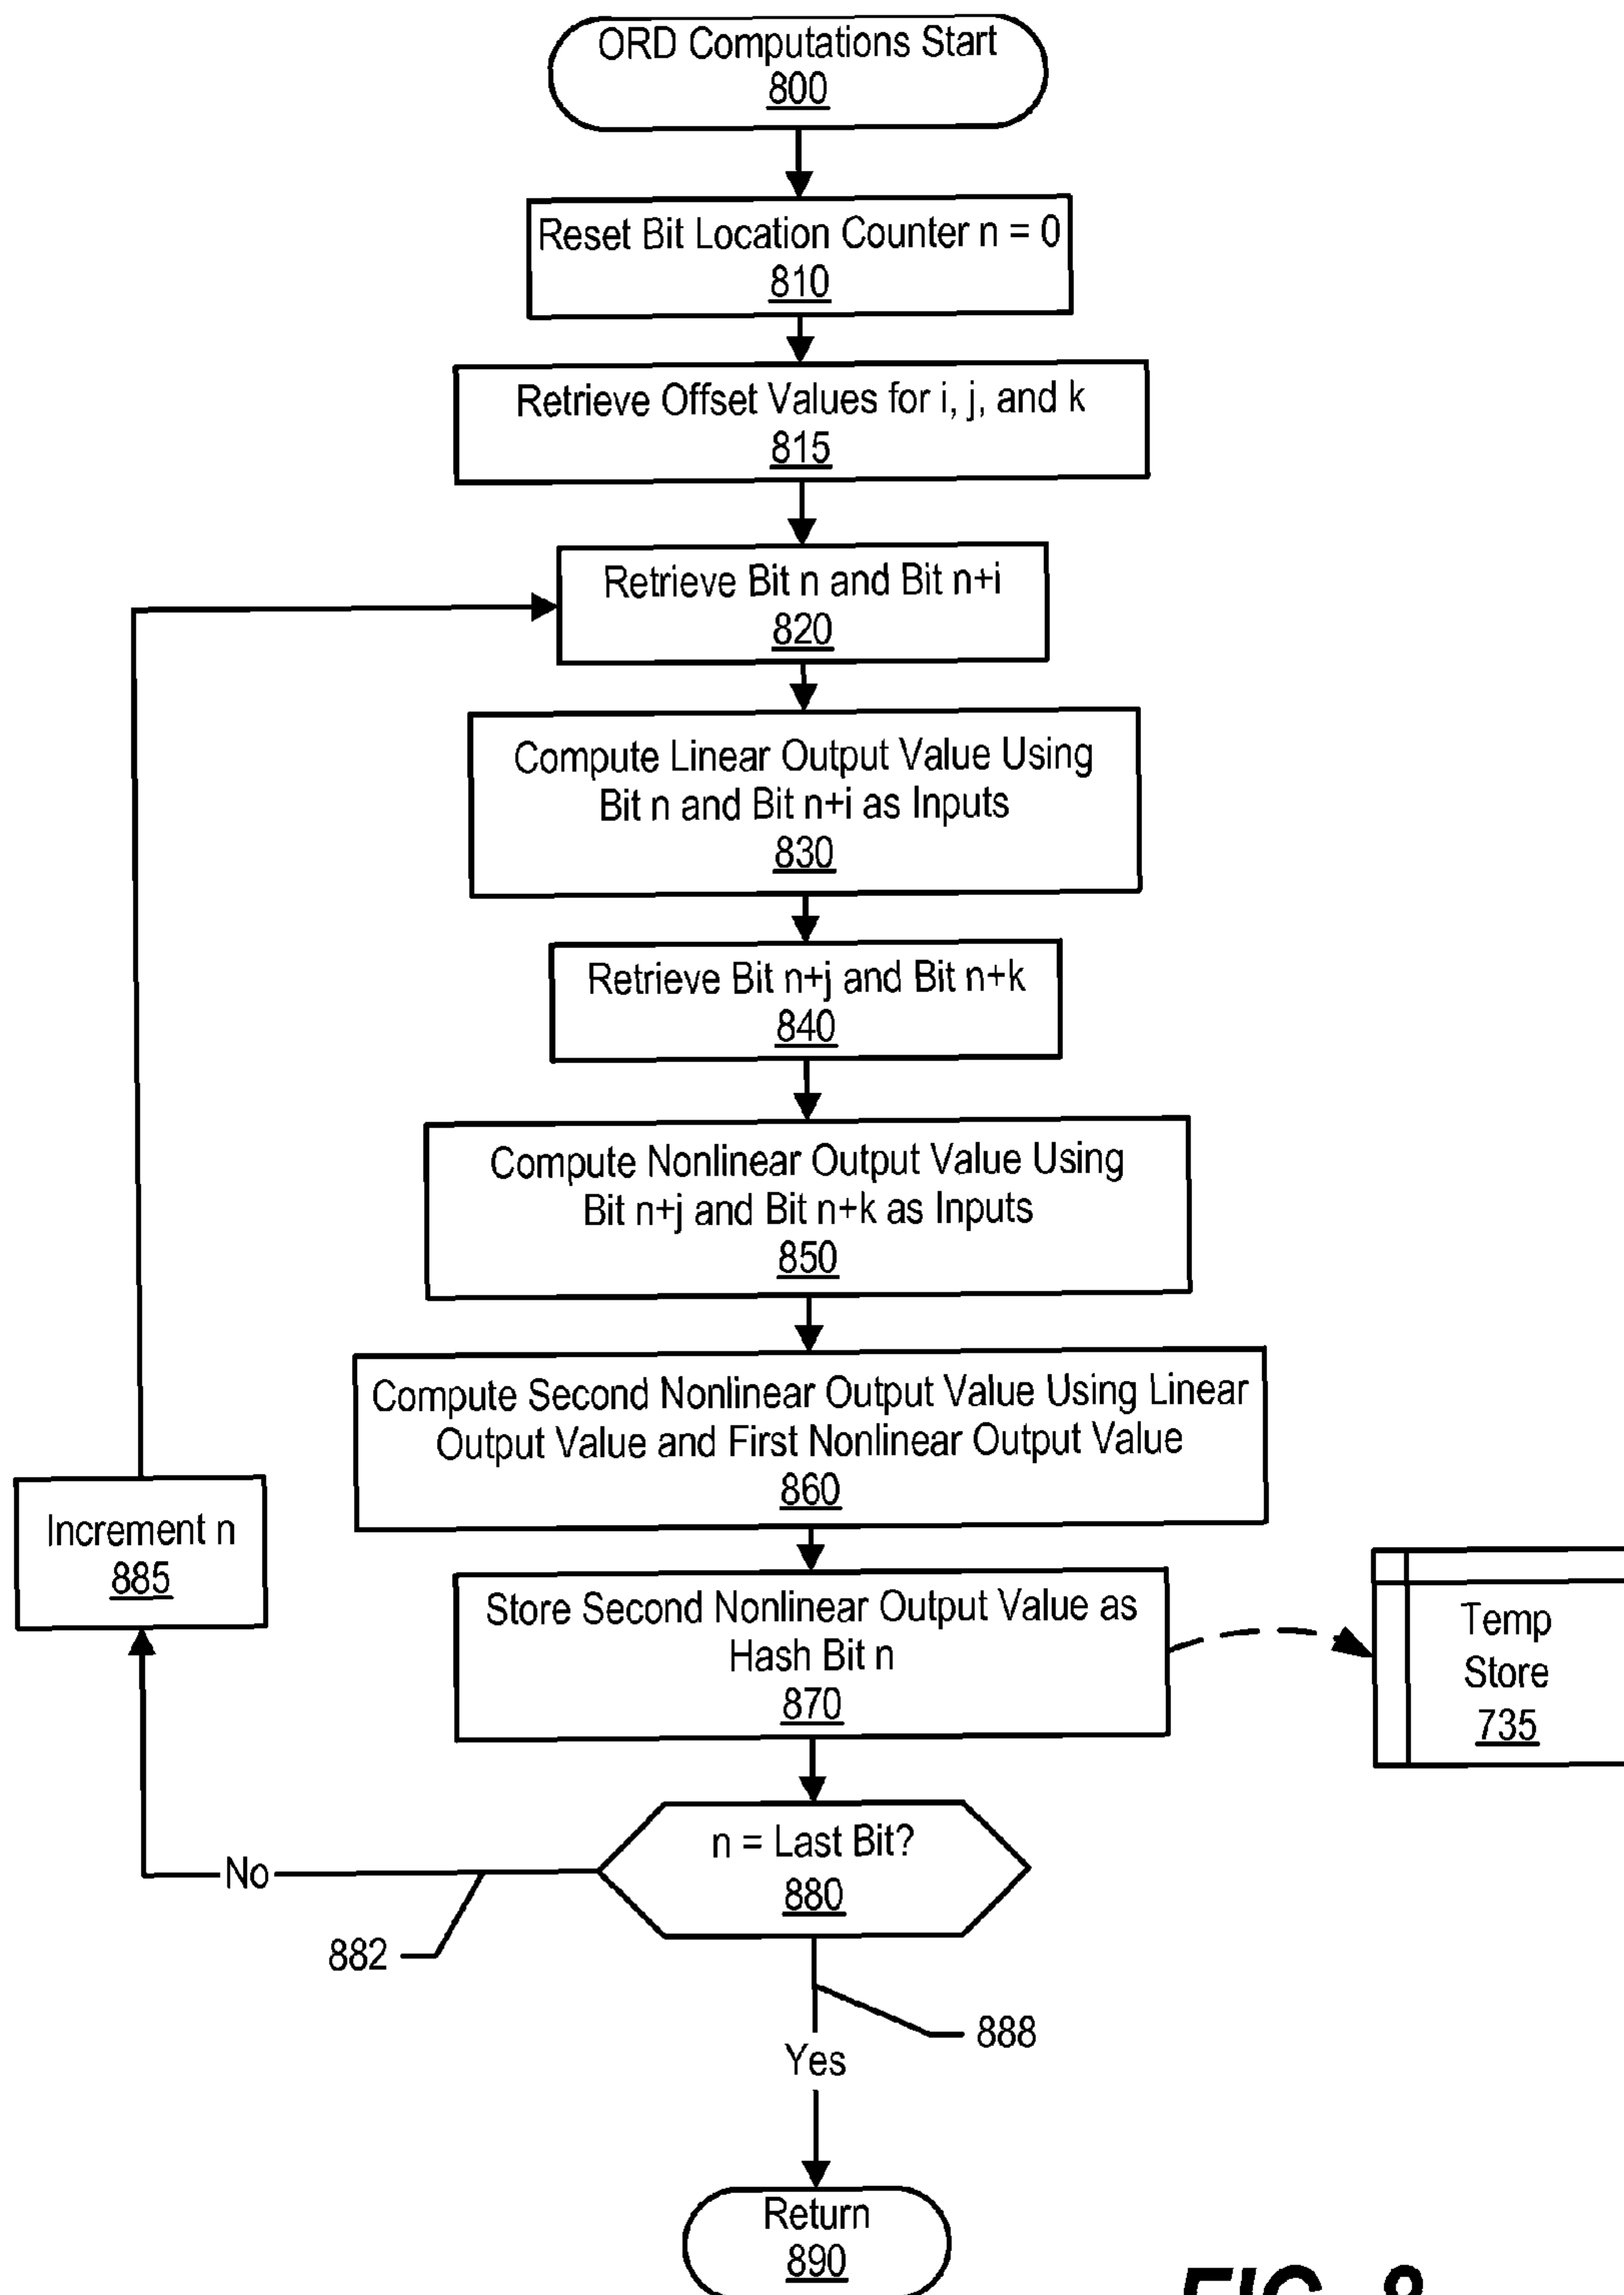 ORD Computations Start
800
Reset Bit Location Counter n = 0
810
Retrieve Offset Values for i, j, and k
815
Retrieve Bit n and Bit n+i
820
Compute Linear Output Value Using
Bit n and Bit n+i as Inputs
830
Retrieve Bit n+j and Bit n+k
840
Compute Nonlinear Output Value Using
Bit n+j and Bit n+k as Inputs
850
Compute Second Nonlinear Output Value Using Linear
Output Value and First Nonlinear Output Value
860
Increment n
885
Store Second Nonlinear Output Value as
Hash Bit n
870
Temp
Store
735
n = Last Bit?
880
No
882
888
Yes
Return
890
FIG. 8